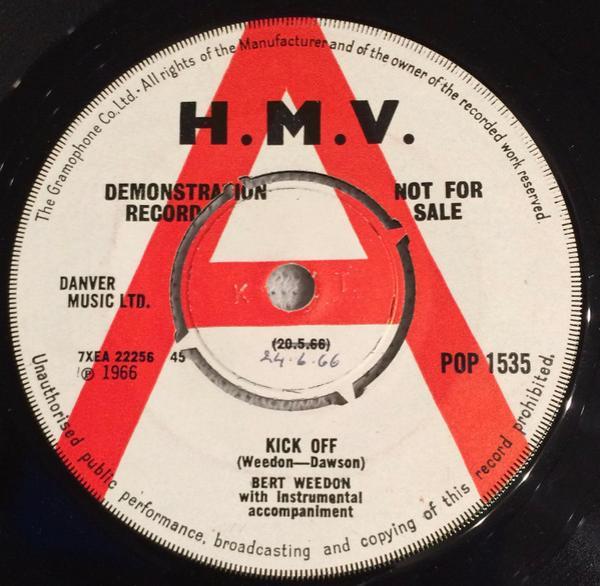 The Gramophone Co. Ltd. · All rights of the Manufacturer and of the owner of the recorded work reserved.
H.M.V.
DEMONSTRATION
RECORD
NOT FOR
SALE
DANVER
MUSIC LTD.
(20.5.66)
24·6·66
7XEA 22256 45
℗ 1966
POP 1535
KICK OFF
(Weedon—Dawson)
BERT WEEDON
with instrumental
accompaniment
Unauthorised public performance, broadcasting and copying of this record prohibited.